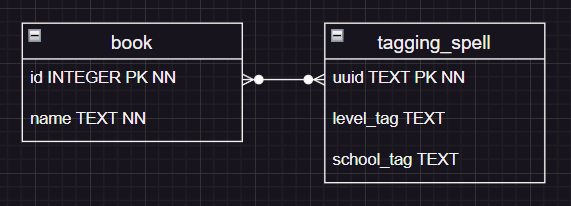 book
id INTEGER PK NN
name TEXT NN
tagging_spell
uuid TEXT PK NN
level_tag TEXT
school_tag TEXT